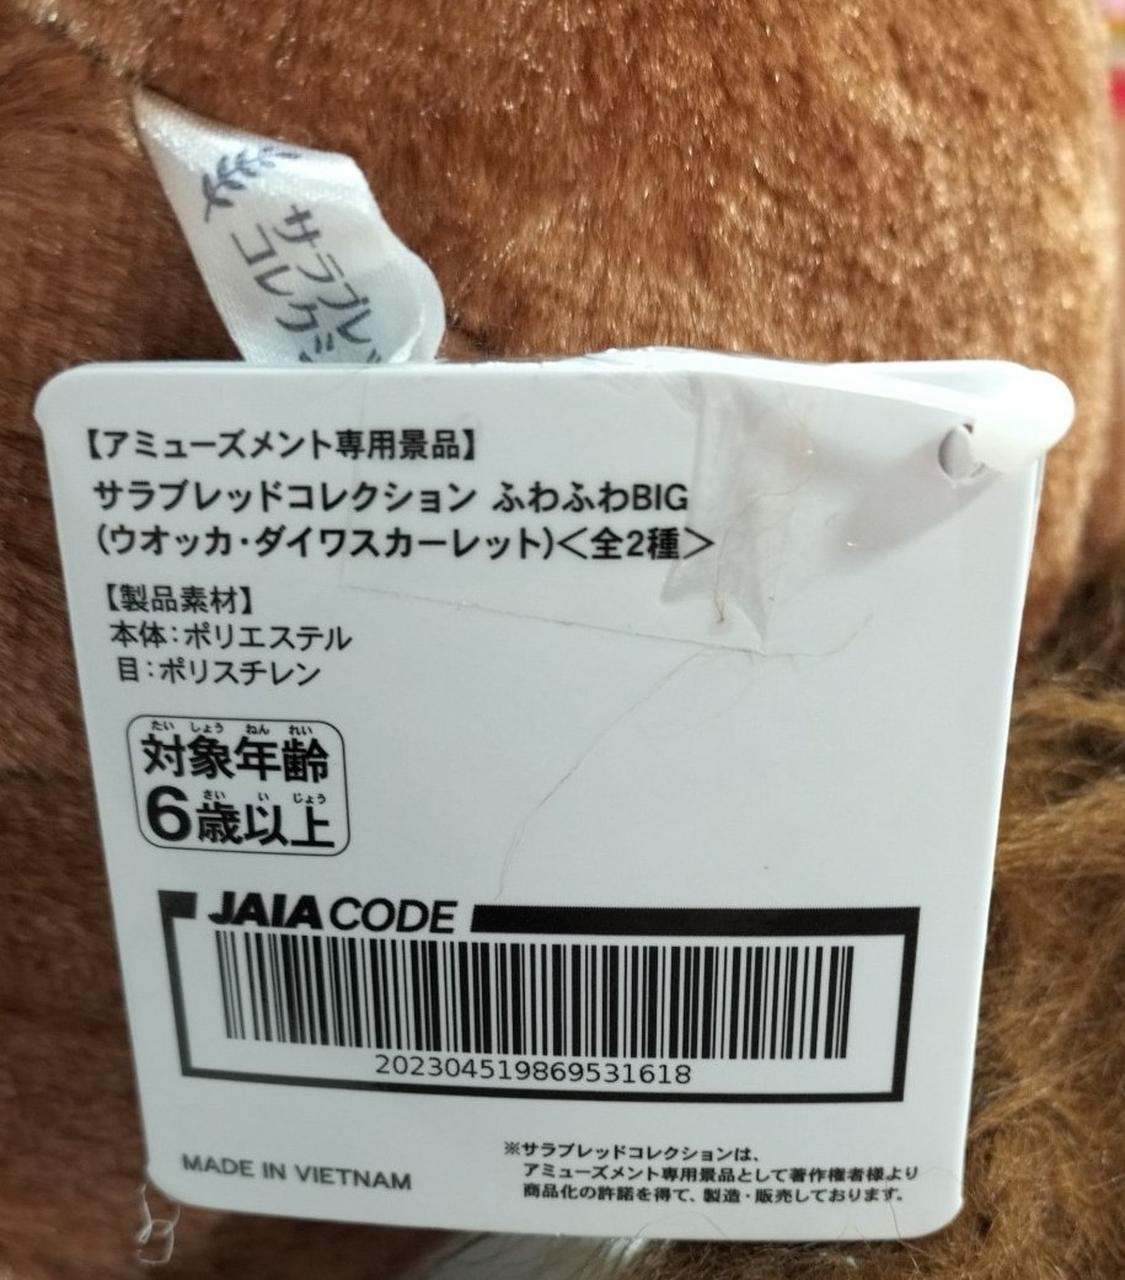 サラブレッ
コレクシ
【アミューズメント専用景品】
サラブレッドコレクション ふわふわBIG
(ウオッカ・ダイワスカーレット)<全2種>
【製品素材】
本体:ポリエステル
目:ポリスチレン
たい しょう ねん れい
対象年齢
さい い じょう
6歳以上
JAIA CODE
202304519869531618
MADE IN VIETNAM
※サラブレッドコレクションは、
アミューズメント専用景品として著作権者様より
商品化の許諾を得て、製造・販売しております。